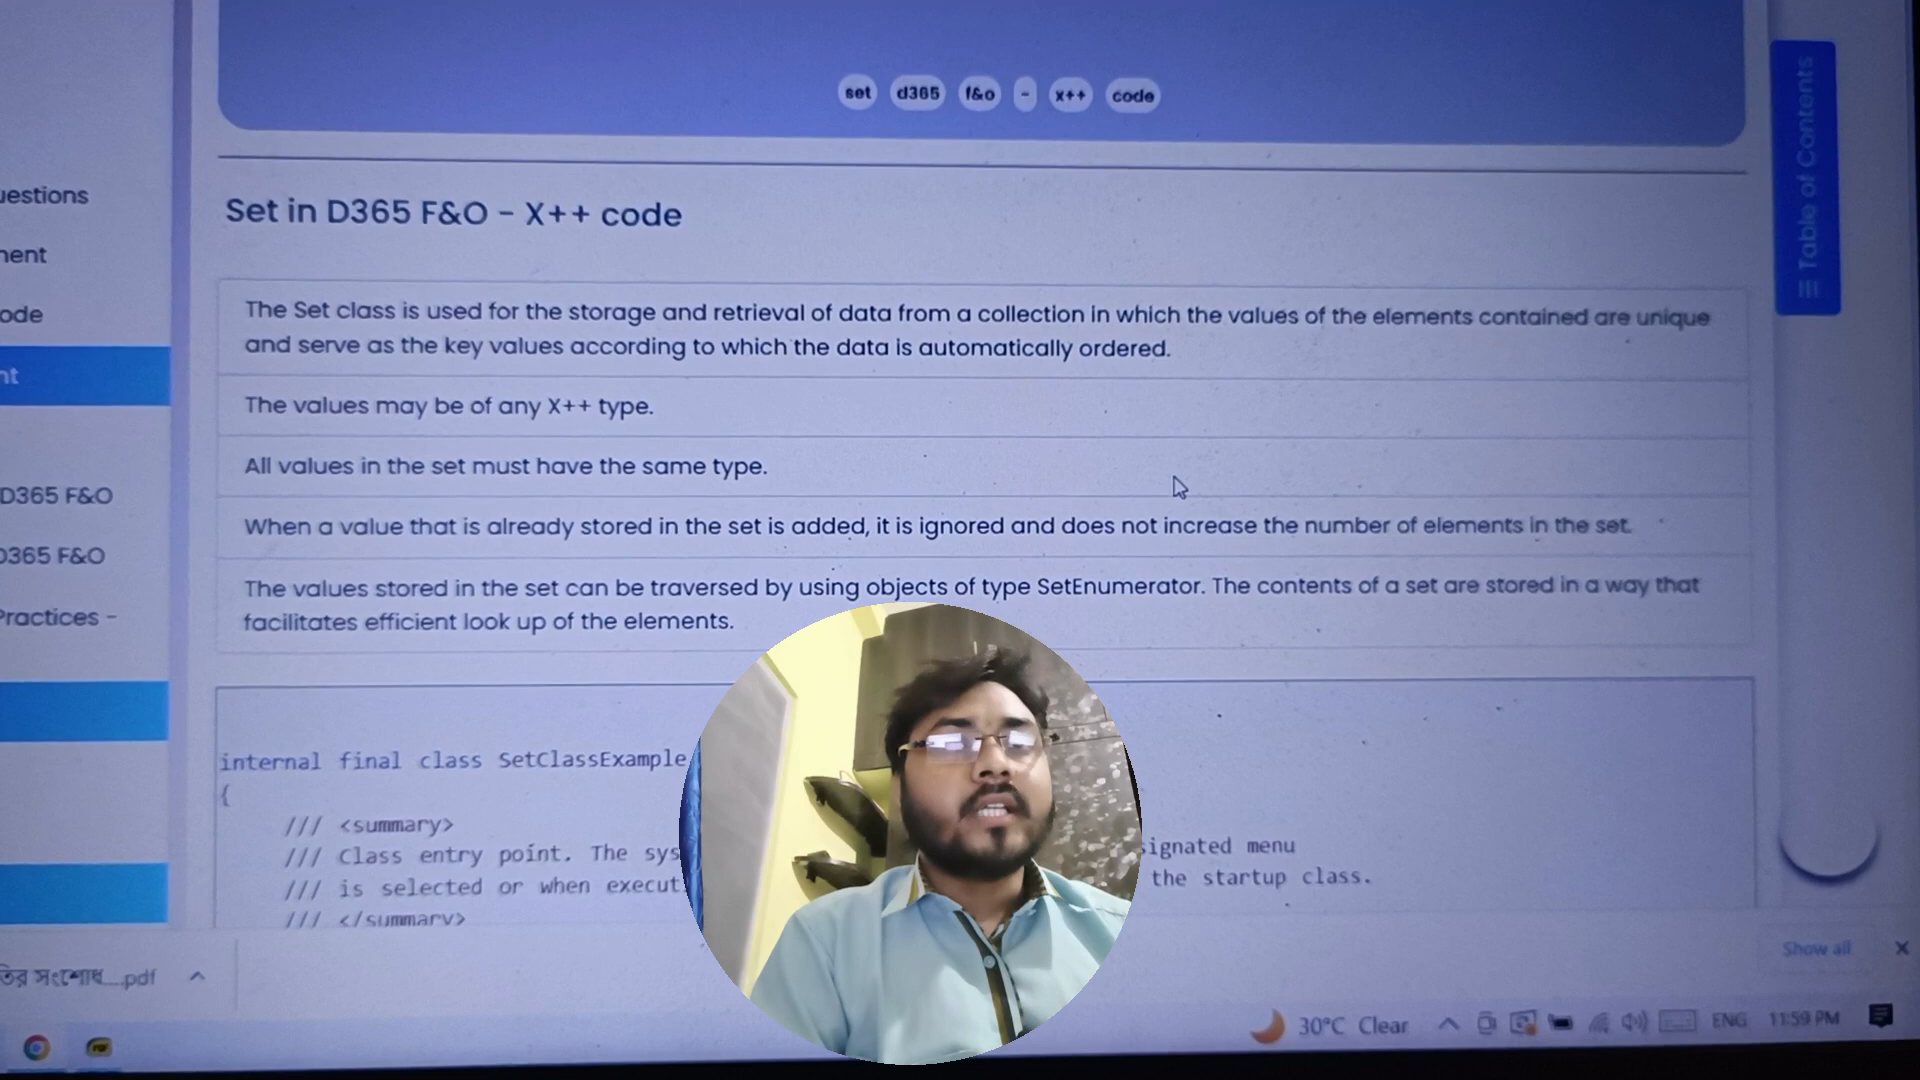 set d365 f&o - x++ code
Table of Contents
uestions
nent
ode
nt
D365 F&O
D365 F&O
Practices -
Set in D365 F&O - X++ code
The Set class is used for the storage and retrieval of data from a collection in which the values of the elements contained are unique
and serve as the key values according to which the data is automatically ordered.
The values may be of any X++ type.
All values in the set must have the same type.
When a value that is already stored in the set is added, it is ignored and does not increase the number of elements in the set.
The values stored in the set can be traversed by using objects of type SetEnumerator. The contents of a set are stored in a way that
facilitates efficient look up of the elements.
internal final class SetClassExample
{
/// <summary>
/// Class entry point. The sys ignated menu
/// is selected or when execut the startup class.
/// </summary>
Show all
সংশোধ....pdf
30°C Clear
ENG
11:59 PM